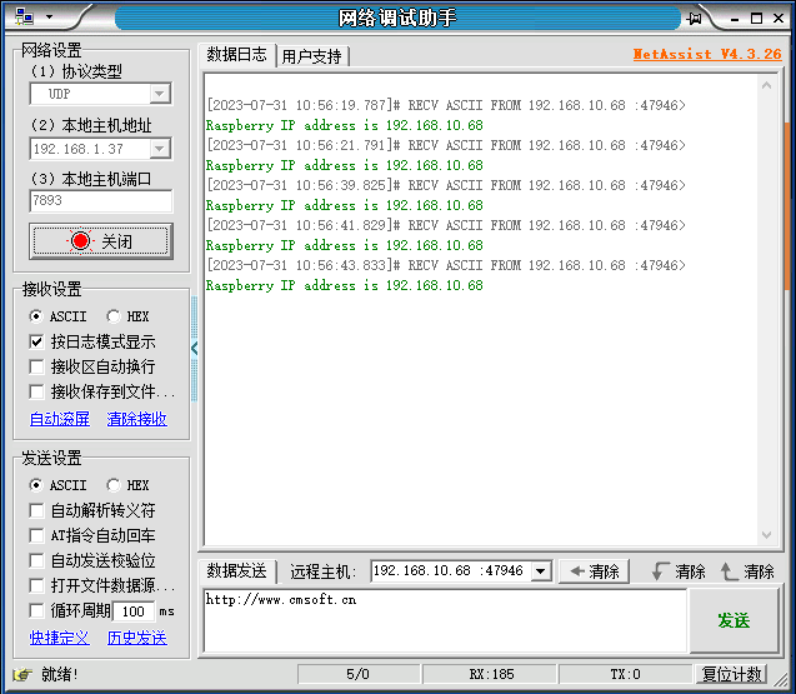 网络调试助手
网络设置
(1) 协议类型
UDP
(2) 本地主机地址
192.168.1.37
(3) 本地主机端口
7893
关闭
接收设置
ASCII HEX
按日志模式显示
接收区自动换行
接收保存到文件...
自动滚屏 清除接收
发送设置
ASCII HEX
自动解析转义符
AT指令自动回车
自动发送校验位
打开文件数据源...
循环周期 100 ms
快捷定义 历史发送
数据日志 用户支持 NetAssist V4.3.26
[2023-07-31 10:56:19.787]# RECV ASCII FROM 192.168.10.68 :47946>
Raspberry IP address is 192.168.10.68
[2023-07-31 10:56:21.791]# RECV ASCII FROM 192.168.10.68 :47946>
Raspberry IP address is 192.168.10.68
[2023-07-31 10:56:39.825]# RECV ASCII FROM 192.168.10.68 :47946>
Raspberry IP address is 192.168.10.68
[2023-07-31 10:56:41.829]# RECV ASCII FROM 192.168.10.68 :47946>
Raspberry IP address is 192.168.10.68
[2023-07-31 10:56:43.833]# RECV ASCII FROM 192.168.10.68 :47946>
Raspberry IP address is 192.168.10.68
数据发送 远程主机: 192.168.10.68 :47946 清除 清除 清除
http://www.cmsoft.cn
发送
就绪! 5/0 RX:185 TX:0 复位计数